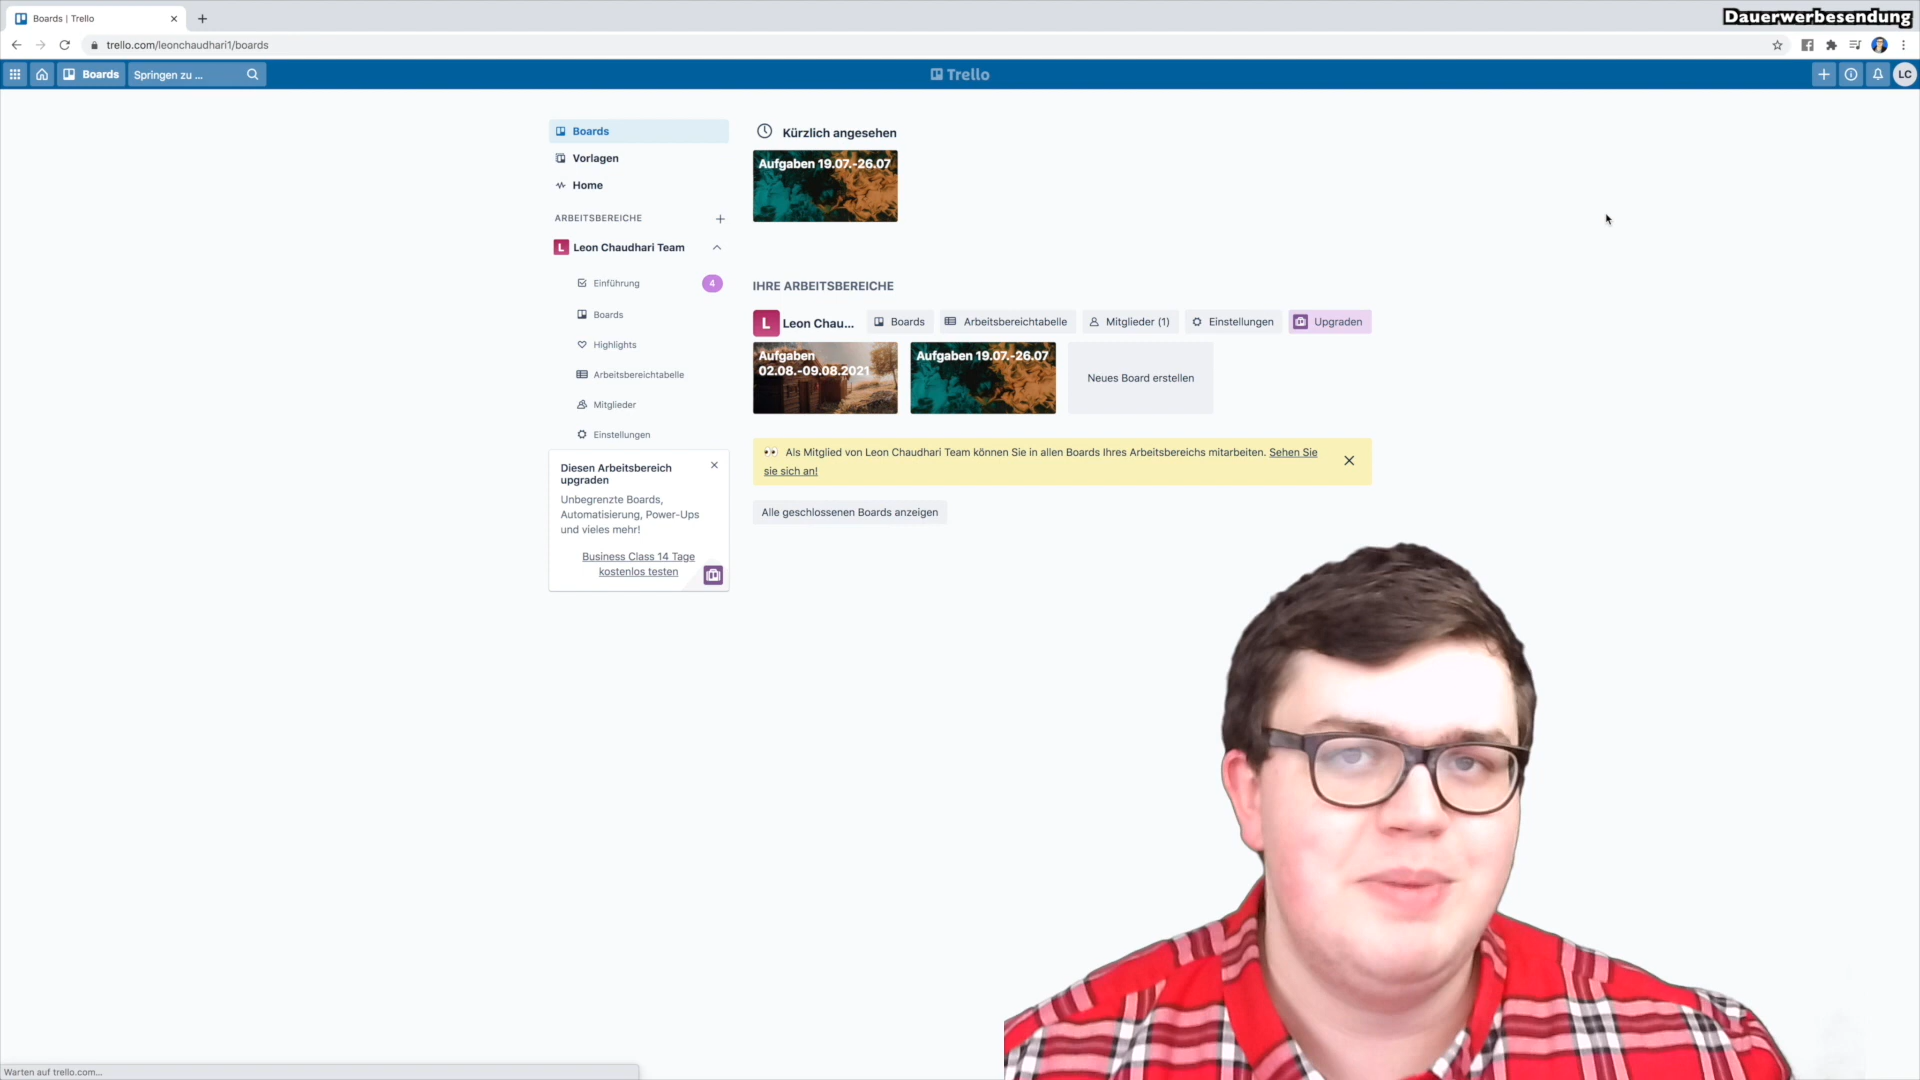 Boards | Trello
Dauerwerbesendung
trello.com/leonchaudhari1/boards
Boards
Springen zu ...
Trello
LC
Boards
Vorlagen
Home
ARBEITSBEREICHE
L Leon Chaudhari Team
Einführung
4
Boards
Highlights
Arbeitsbereichtabelle
Mitglieder
Einstellungen
Diesen Arbeitsbereich
upgraden
Unbegrenzte Boards,
Automatisierung, Power-Ups
und vieles mehr!
Business Class 14 Tage
kostenlos testen
Kürzlich angesehen
Aufgaben 19.07.-26.07
IHRE ARBEITSBEREICHE
L Leon Chau...
Boards
Arbeitsbereichtabelle
Mitglieder (1)
Einstellungen
Upgraden
Aufgaben
02.08.-09.08.2021
Aufgaben 19.07.-26.07
Neues Board erstellen
Als Mitglied von Leon Chaudhari Team können Sie in allen Boards Ihres Arbeitsbereichs mitarbeiten. Sehen Sie
sie sich an!
Alle geschlossenen Boards anzeigen
Warten auf trello.com...